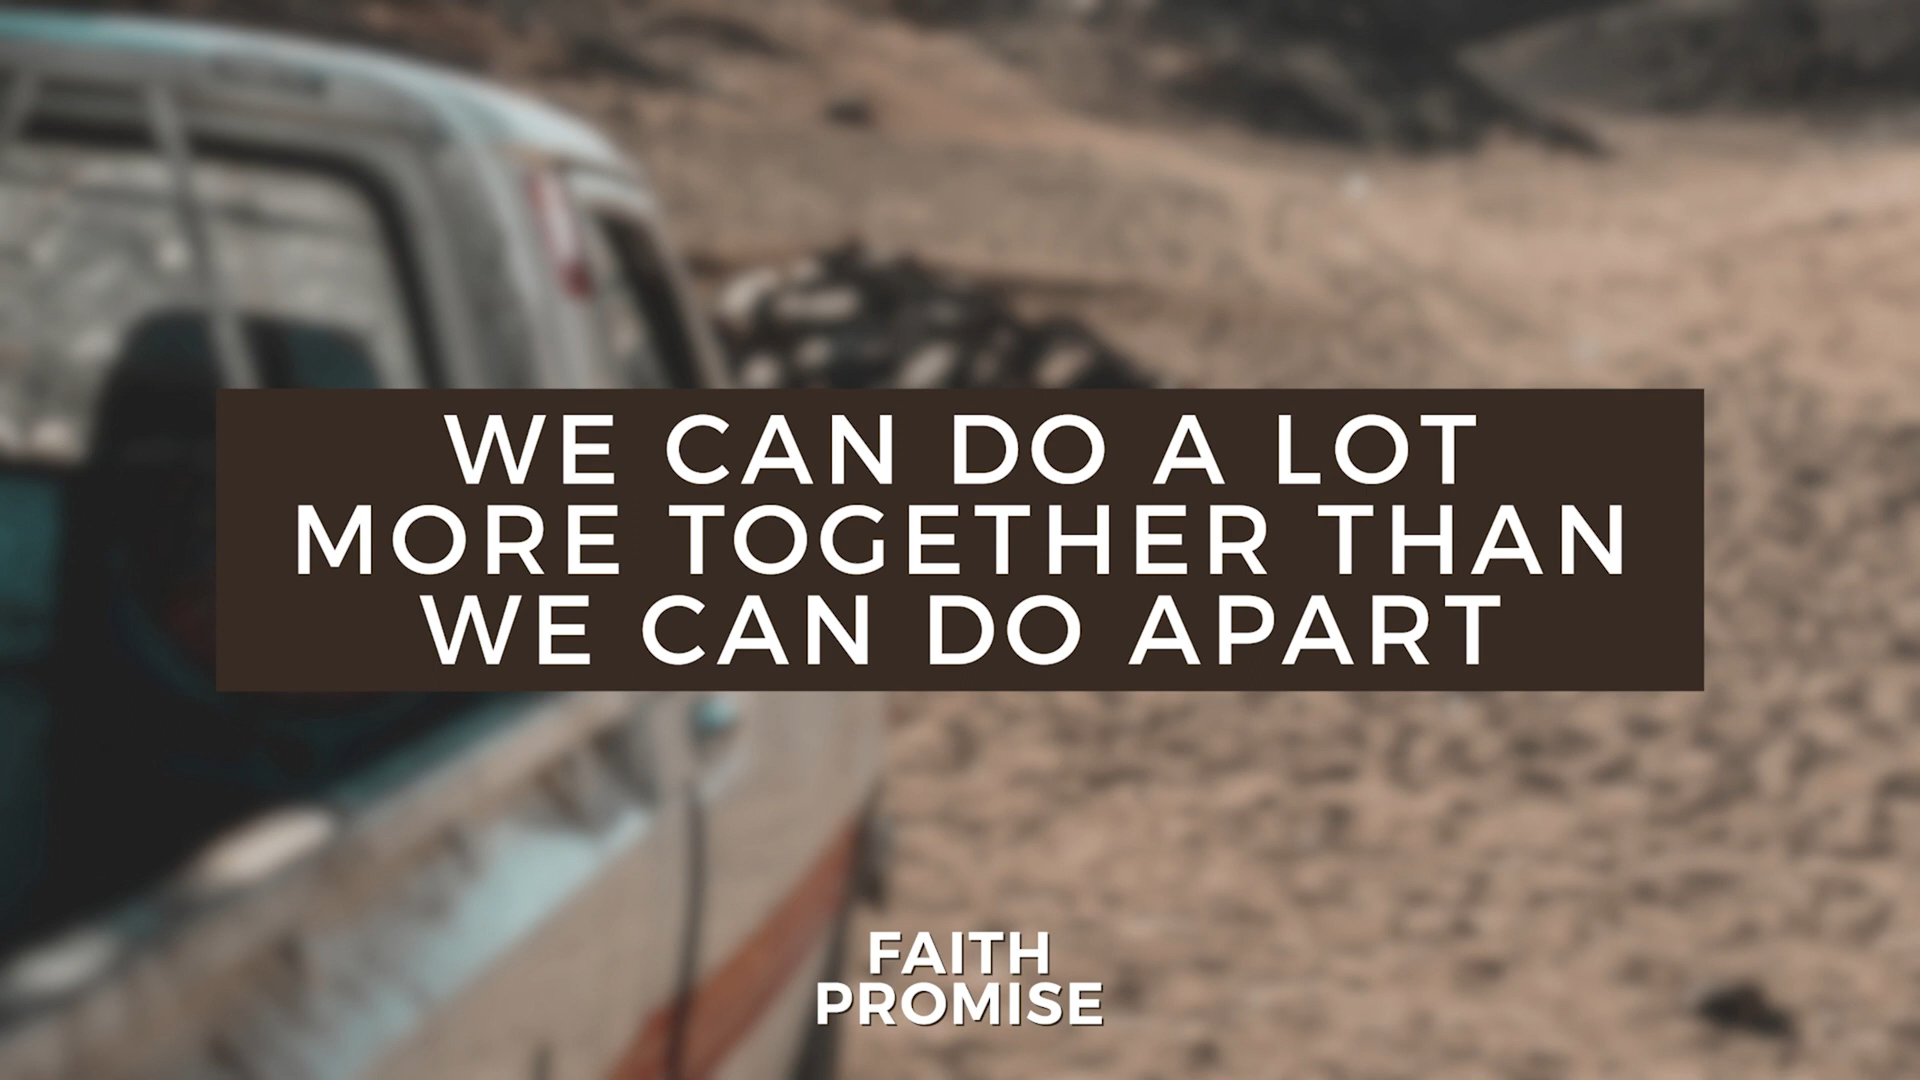 WE CAN DO A LOT
MORE TOGETHER THAN
WE CAN DO APART
FAITH
PROMISE